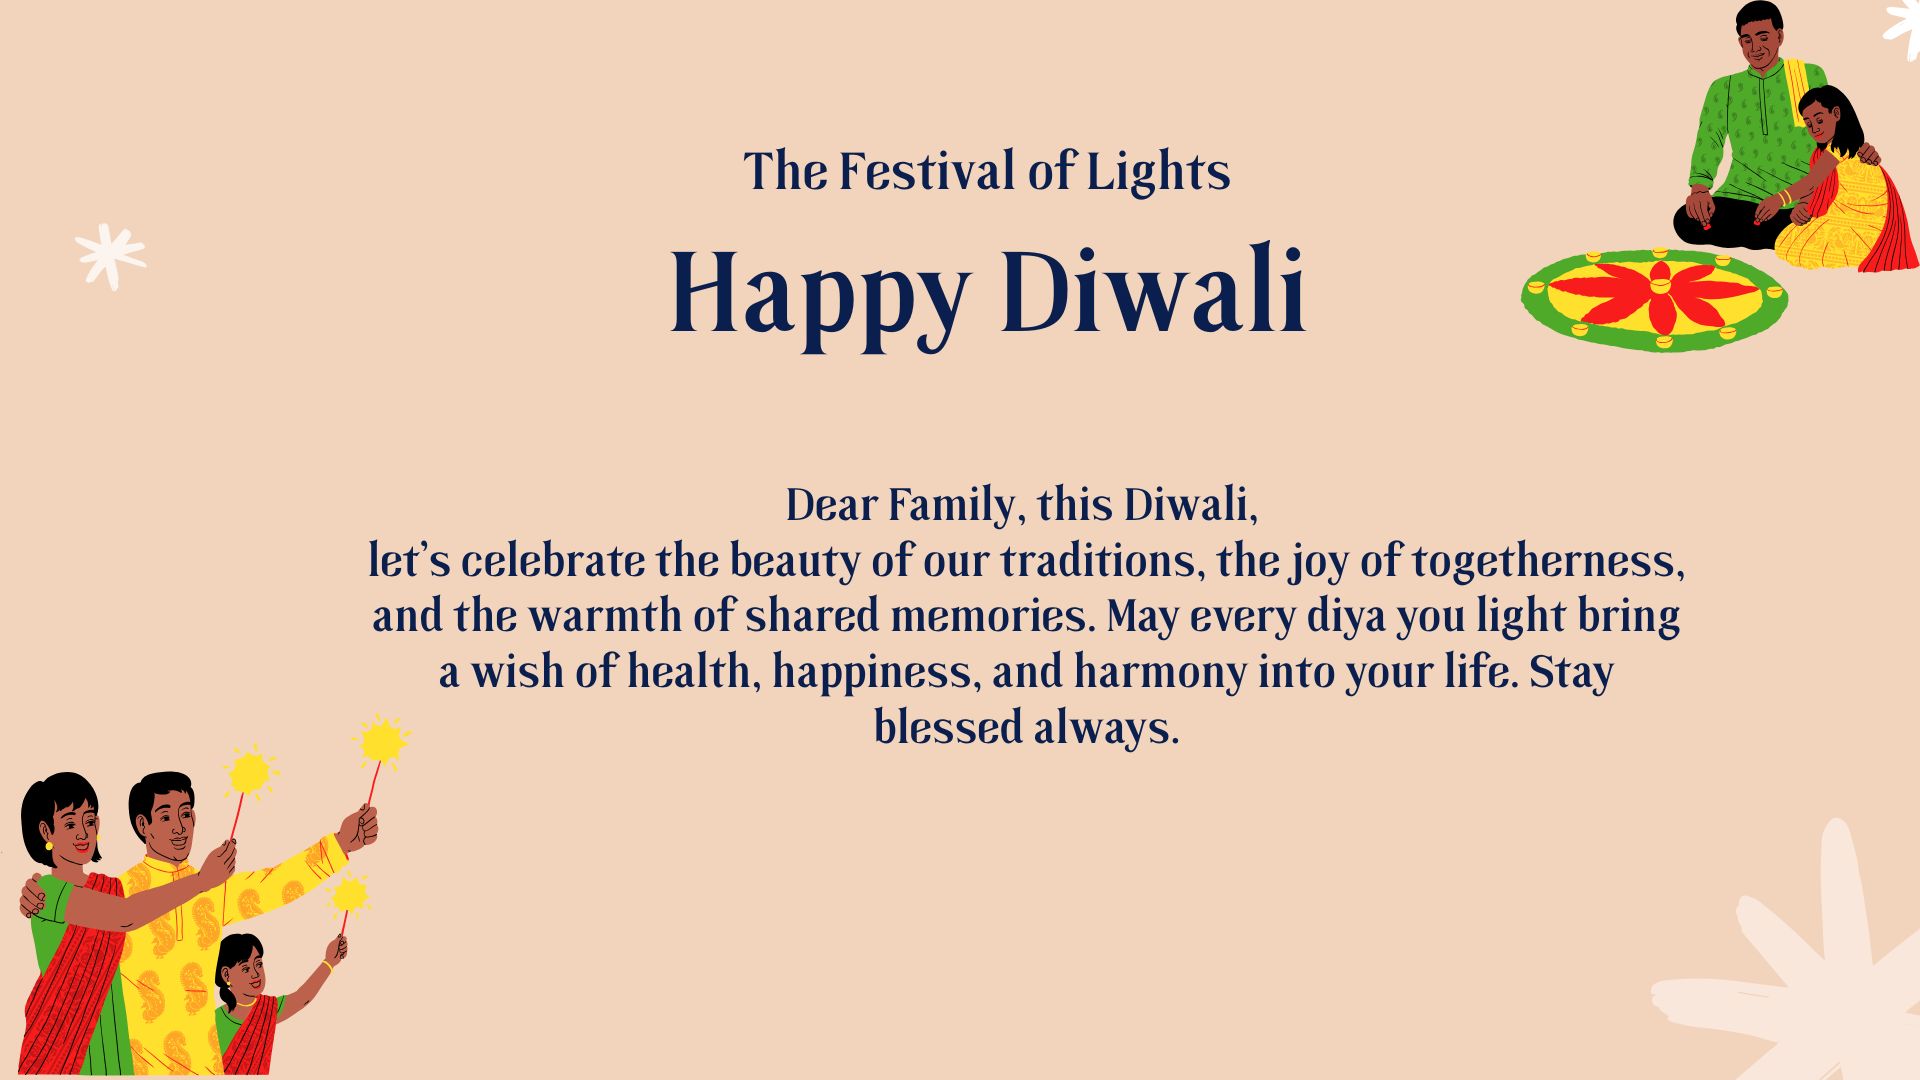 The Festival of Lights
Happy Diwali
Dear Family, this Diwali,
let’s celebrate the beauty of our traditions, the joy of togetherness,
and the warmth of shared memories. May every diya you light bring
a wish of health, happiness, and harmony into your life. Stay
blessed always.